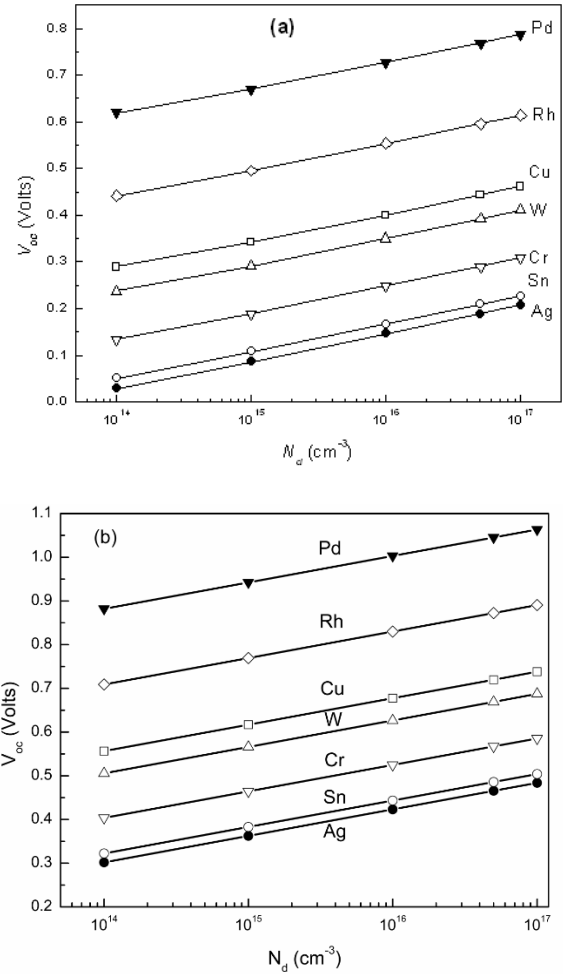 (a)
0.8
0.7
0.6
0.5
0.4
0.3
0.2
0.1
0.0
V_oc (Volts)
Pd
Rh
Cu
W
Cr
Sn
Ag
10^14
10^15
10^16
10^17
N_d (cm^-3)
(b)
1.1
1.0
0.9
0.8
0.7
0.6
0.5
0.4
0.3
0.2
V_oc (Volts)
Pd
Rh
Cu
W
Cr
Sn
Ag
10^14
10^15
10^16
10^17
N_d (cm^-3)